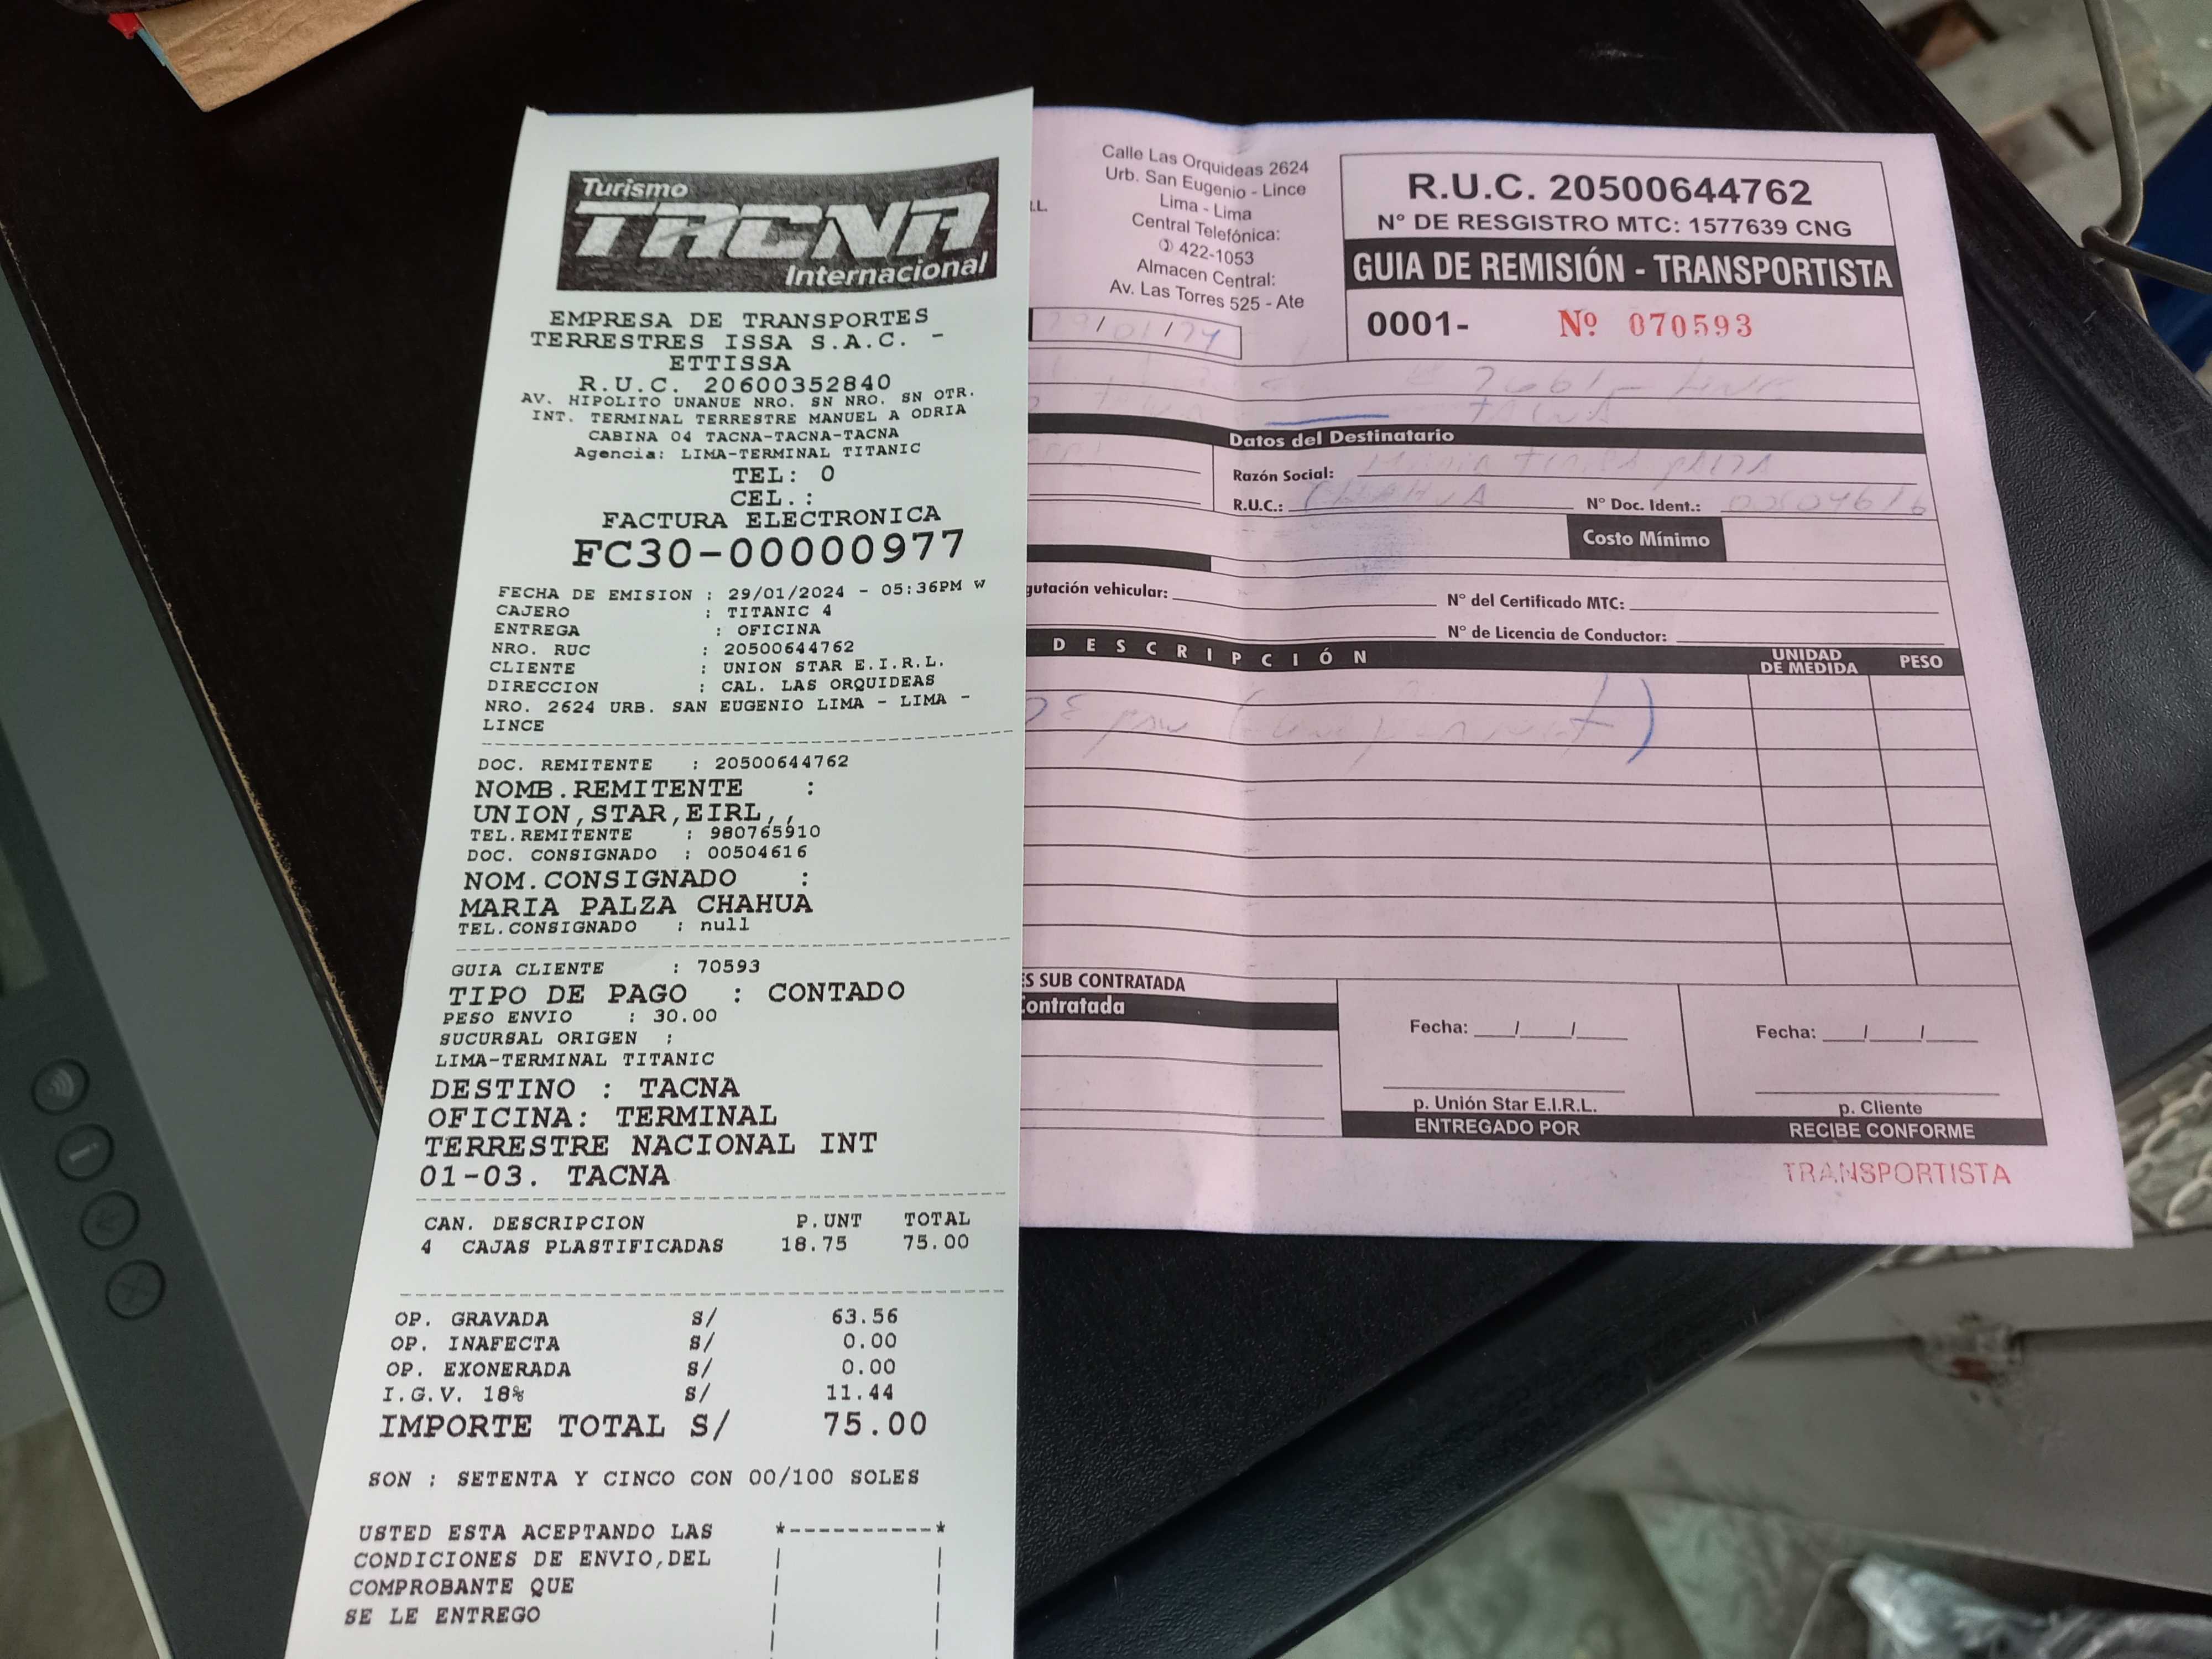 Turismo
TACNA
Internacional
EMPRESA DE TRANSPORTES
TERRESTRES ISSA S.A.C. -
ETTISSA
R.U.C. 20600352840
AV. HIPOLITO UNANUE NRO. SN NRO. SN OTR.
INT. TERMINAL TERRESTRE MANUEL A ODRIA
CABINA 04 TACNA-TACNA-TACNA
Agencia: LIMA-TERMINAL TITANIC
TEL: 0
CEL.:
FACTURA ELECTRONICA
FC30-00000977
FECHA DE EMISION : 29/01/2024 - 05:36PM w
CAJERO : TITANIC 4
ENTREGA : OFICINA
NRO. RUC : 20500644762
CLIENTE : UNION STAR E.I.R.L.
DIRECCION : CAL. LAS ORQUIDEAS
NRO. 2624 URB. SAN EUGENIO LIMA - LIMA -
LINCE
DOC. REMITENTE : 20500644762
NOMB.REMITENTE :
UNION,STAR,EIRL,,
TEL.REMITENTE : 980765910
DOC. CONSIGNADO : 00504616
NOM.CONSIGNADO :
MARIA PALZA CHAHUA
TEL.CONSIGNADO : null
GUIA CLIENTE : 70593
TIPO DE PAGO : CONTADO
PESO ENVIO : 30.00
SUCURSAL ORIGEN :
LIMA-TERMINAL TITANIC
DESTINO : TACNA
OFICINA: TERMINAL
TERRESTRE NACIONAL INT
01-03. TACNA
CAN. DESCRIPCION P.UNT TOTAL
4 CAJAS PLASTIFICADAS 18.75 75.00
OP. GRAVADA S/ 63.56
OP. INAFECTA S/ 0.00
OP. EXONERADA S/ 0.00
I.G.V. 18% S/ 11.44
IMPORTE TOTAL S/ 75.00
SON : SETENTA Y CINCO CON 00/100 SOLES
USTED ESTA ACEPTANDO LAS
CONDICIONES DE ENVIO,DEL
COMPROBANTE QUE
SE LE ENTREGO
Calle Las Orquideas 2624
Urb. San Eugenio - Lince
Lima - Lima
Central Telefónica:
422-1053
Almacen Central:
Av. Las Torres 525 - Ate
R.U.C. 20500644762
N° DE RESGISTRO MTC: 1577639 CNG
GUIA DE REMISIÓN - TRANSPORTISTA
0001- Nº 070593
29/01/24
TACNA
Datos del Destinatario
Razón Social: PALZA
R.U.C.: CHAHUA N° Doc. Ident.: 00504616
Costo Mínimo
gutación vehicular: N° del Certificado MTC:
N° de Licencia de Conductor:
DESCRIPCIÓN UNIDAD DE MEDIDA PESO
ES SUB CONTRATADA
Contratada
Fecha: / / Fecha: / /
p. Unión Star E.I.R.L. p. Cliente
ENTREGADO POR RECIBE CONFORME
TRANSPORTISTA